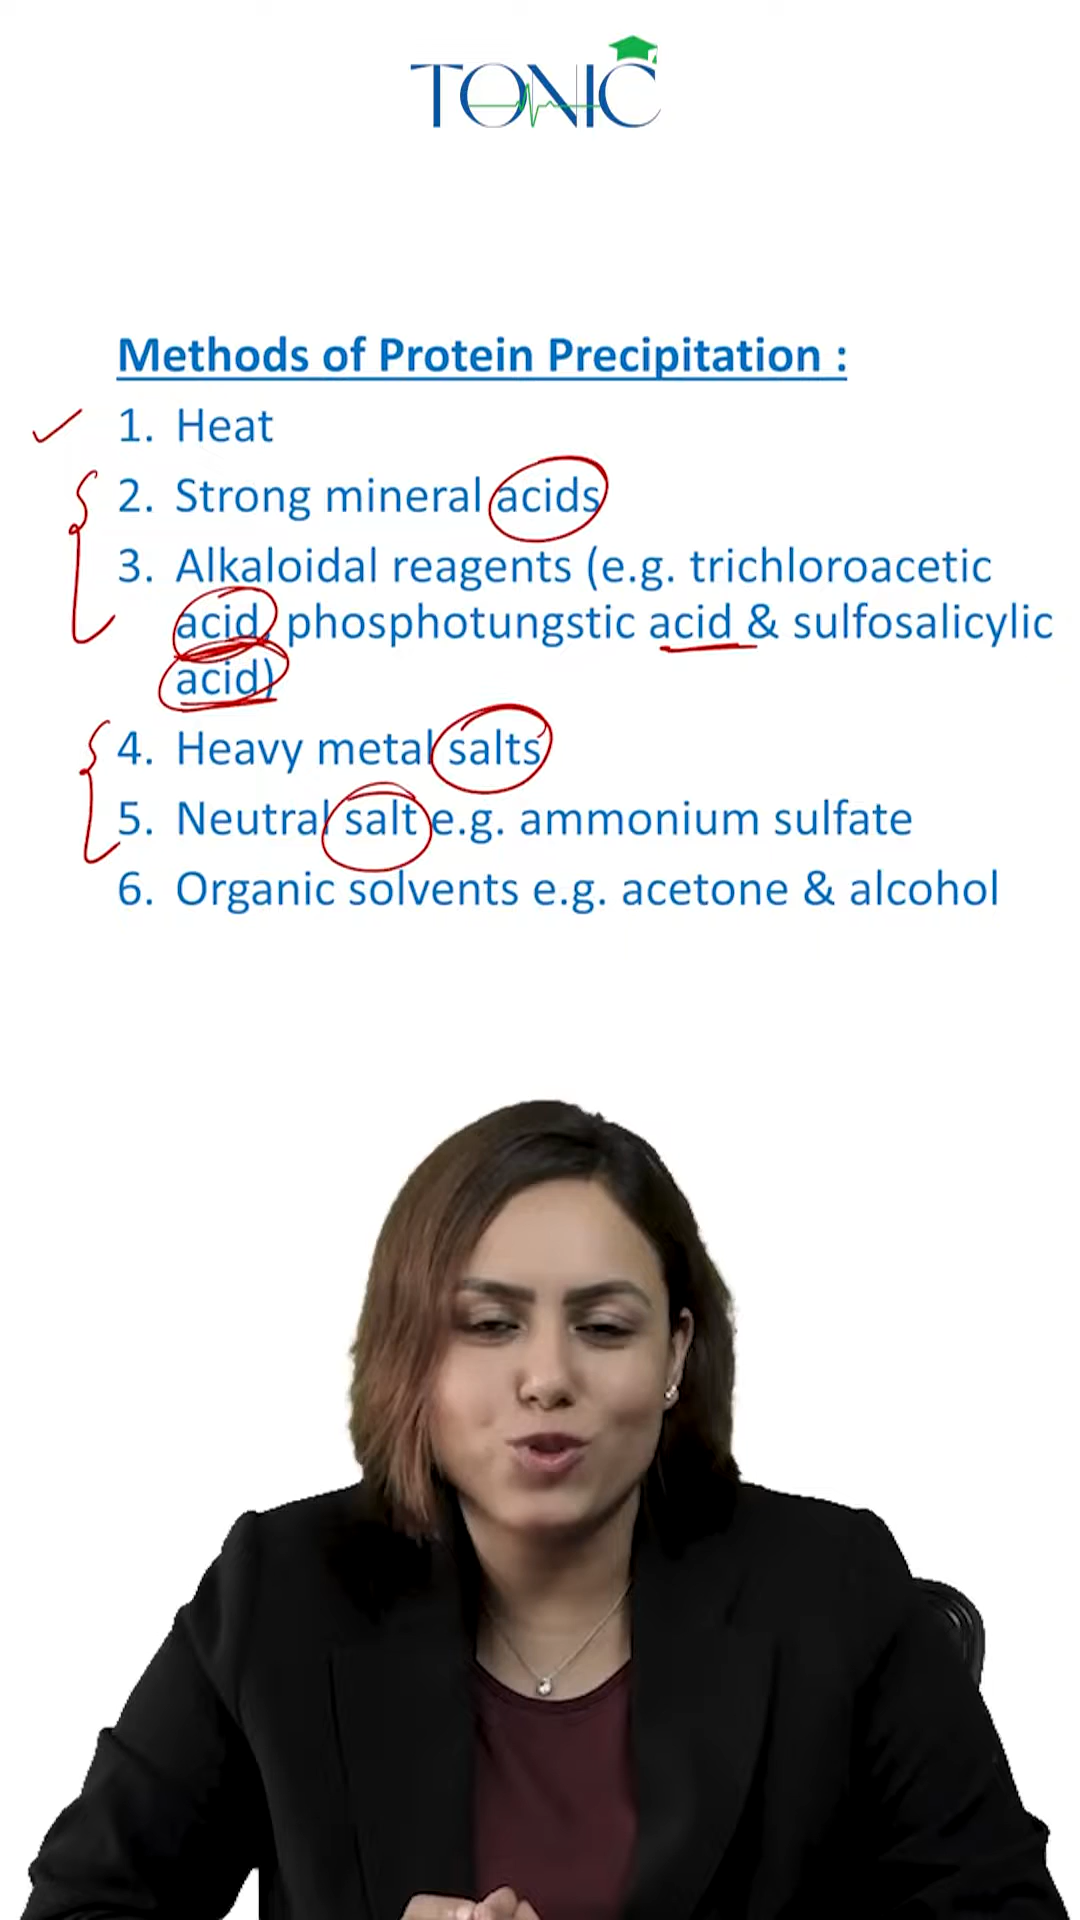 TONIC
Methods of Protein Precipitation :
1. Heat
2. Strong mineral acids
3. Alkaloidal reagents (e.g. trichloroacetic
acid, phosphotungstic acid & sulfosalicylic
acid)
4. Heavy metal salts
5. Neutral salt e.g. ammonium sulfate
6. Organic solvents e.g. acetone & alcohol